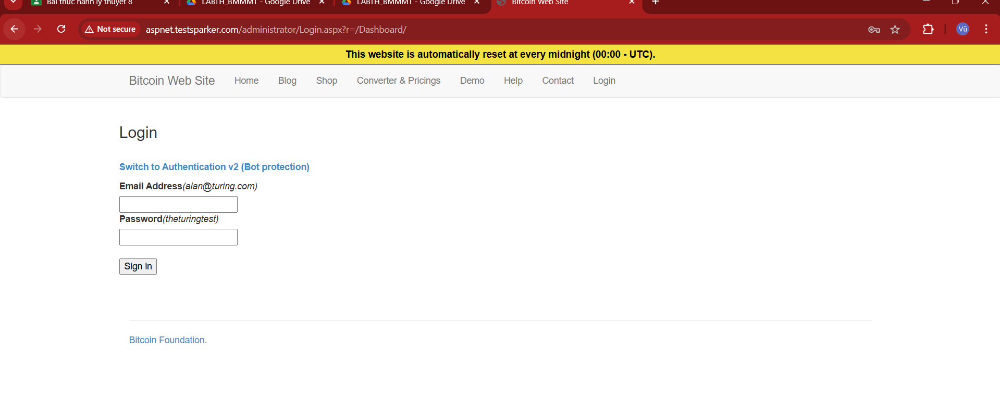 Bài thực hành lý thuyết 8
LABTH_BMMMT - Google Drive
LABTH_BMMMT - Google Drive
Bitcoin Web Site
Not secure
aspnet.testsparker.com/administrator/Login.aspx?r=/Dashboard/
Vũ
This website is automatically reset at every midnight (00:00 - UTC).
Bitcoin Web Site Home Blog Shop Converter & Pricings Demo Help Contact Login
Login
Switch to Authentication v2 (Bot protection)
Email Address(alan@turing.com)
Password(theturingtest)
Sign in
Bitcoin Foundation.